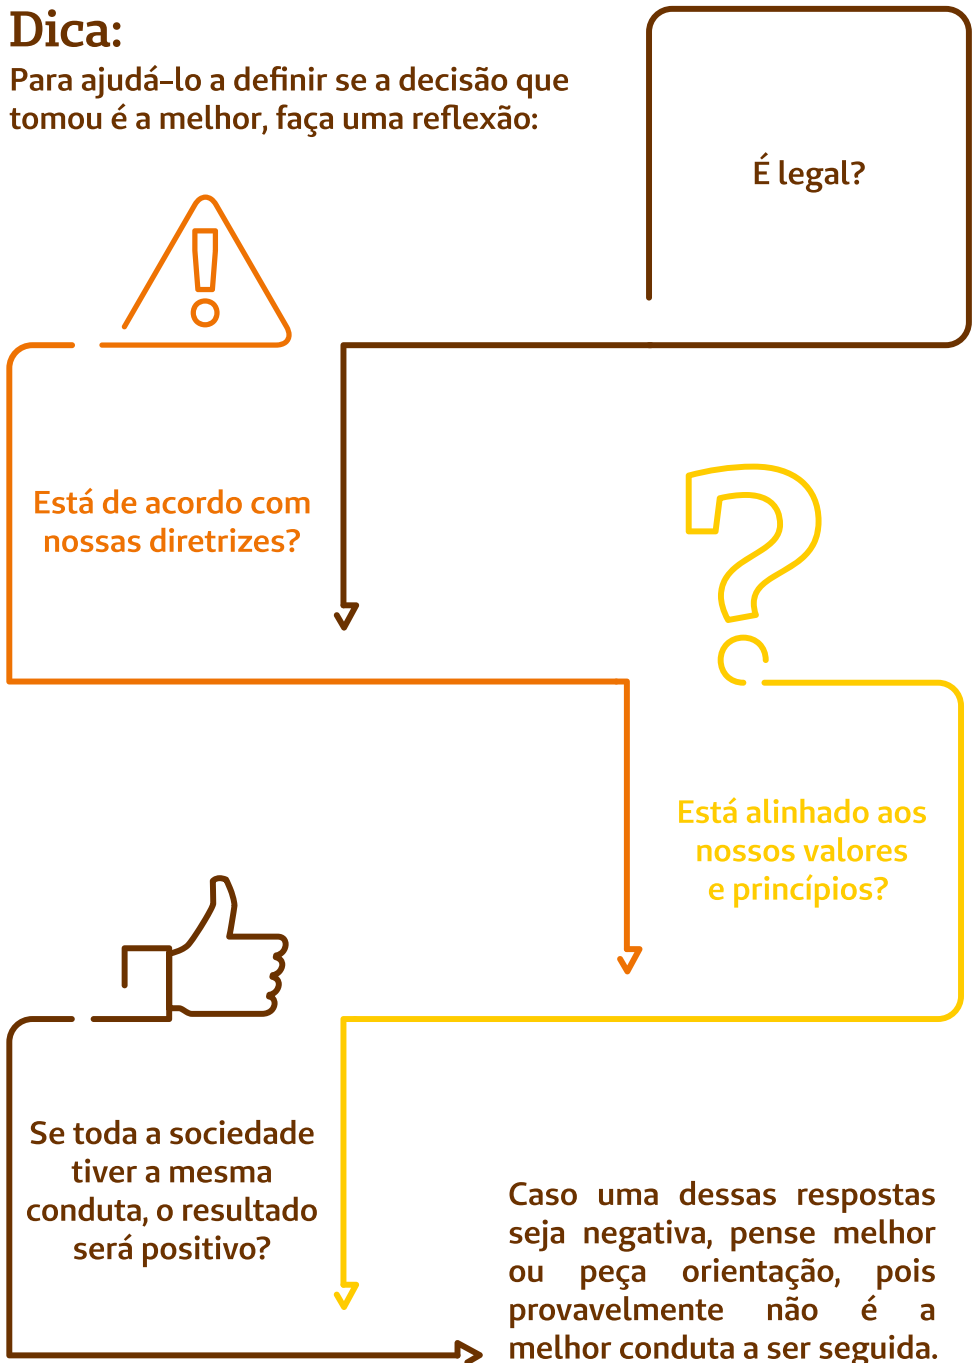 Dica:
Para ajudá-lo a definir se a decisão que
tomou é a melhor, faça uma reflexão:
É legal?
Está de acordo com
nossas diretrizes?
Está alinhado aos
nossos valores
e princípios?
Se toda a sociedade
tiver a mesma
conduta, o resultado
será positivo?
Caso uma dessas respostas
seja negativa, pense melhor
ou peça orientação, pois
provavelmente não é a
melhor conduta a ser seguida.